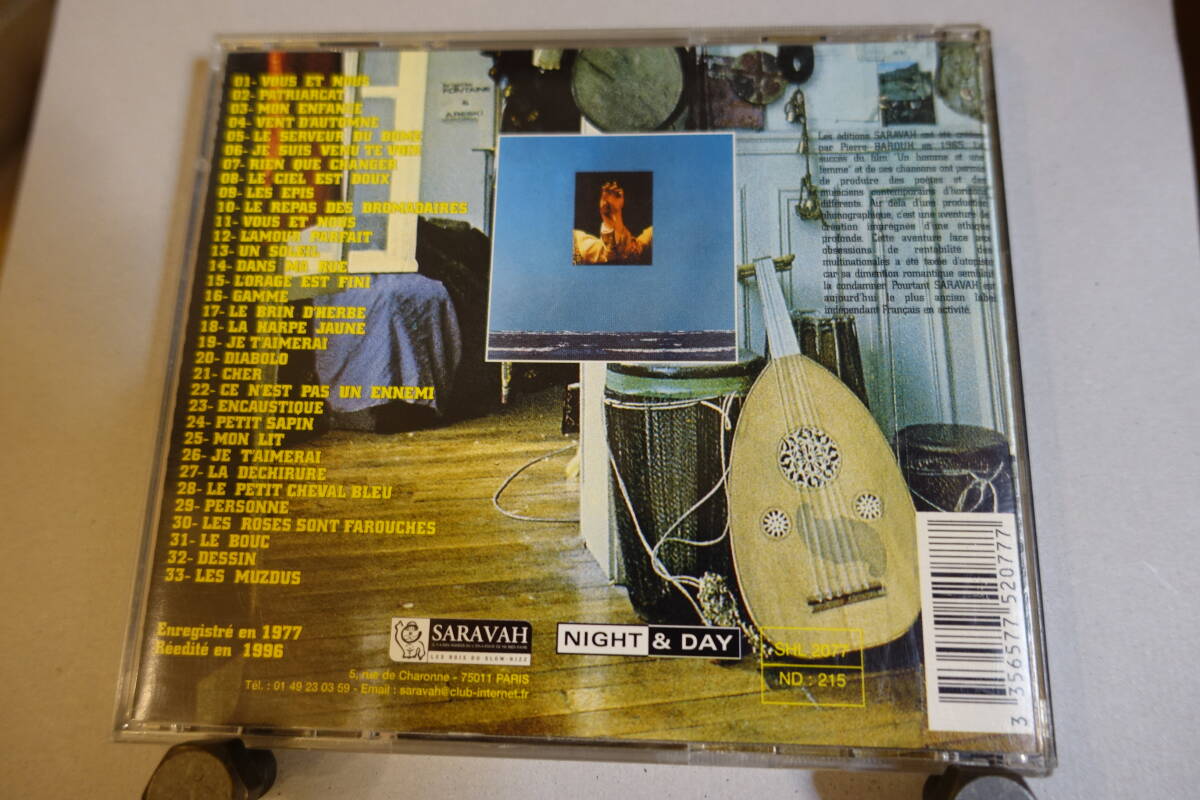 01- VOUS ET NOUS
02- PATRIARCAT
03- MON ENFANCE
04- VENT D'AUTOMNE
05- LE SERVEUR DU DOME
06- JE SUIS VENU TE VOIR
07- RIEN QUE CHANGER
08- LE CIEL EST DOUX
09- LES EPIS
10- LE REPAS DES DROMADAIRES
11- VOUS ET NOUS
12- L'AMOUR PARFAIT
13- UN SOLEIL
14- DANS MA RUE
15- L'ORAGE EST FINI
16- GAMME
17- LE BRIN D'HERBE
18- LA HARPE JAUNE
19- JE T'AIMERAI
20- DIABOLO
21- CHER
22- CE N'EST PAS UN ENNEMI
23- ENCAUSTIQUE
24- PETIT SAPIN
25- MON LIT
26- JE T'AIMERAI
27- LA DECHIRURE
28- LE PETIT CHEVAL BLEU
29- PERSONNE
30- LES ROSES SONT FAROUCHES
31- LE BOUC
32- DESSIN
33- LES MUZDUS
Enregistré en 1977
Réedité en 1996
FONTAINE
&
ARESKI
Les éditions SARAVAH ont été créées
par Pierre BAROUH en 1965. Le
succès du film "Un homme et une
femme" et de ces chansons ont permis
de produire des poètes et des
musiciens contemporains d'horizons
différents. Au delà d'une production
phonographique, c'est une aventure de
création imprégnée d'une éthique
profonde. Cette aventure face aux
obsessions de rentabilité des
multinationales a été taxée d'utopiste
car sa dimention romantique semblait
la condamner Pourtant SARAVAH est
aujourd'hui le plus ancien label
indépendant Français en activité.
SARAVAH
LES ROIS DU SLOW-BIZZ
NIGHT & DAY
5, rue de Charonne - 75011 PARIS
Tél. : 01 49 23 03 59 - Email : saravah@club-internet.fr
SHL 2077
ND : 215
3 356577 520777